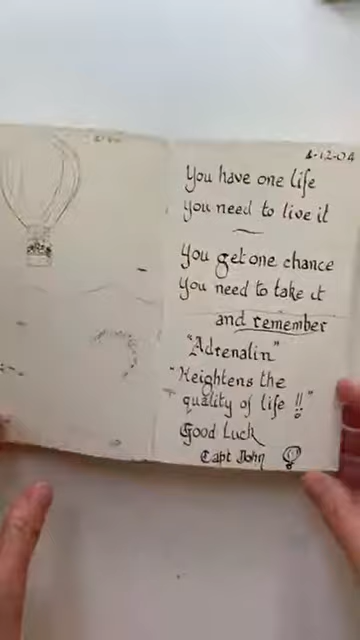 8-12-04
You have one life
you need to live it
You get one chance
you need to take it
and remember
"Adrenalin"
"Heightens the
quality of life !!"
Good Luck
Capt John